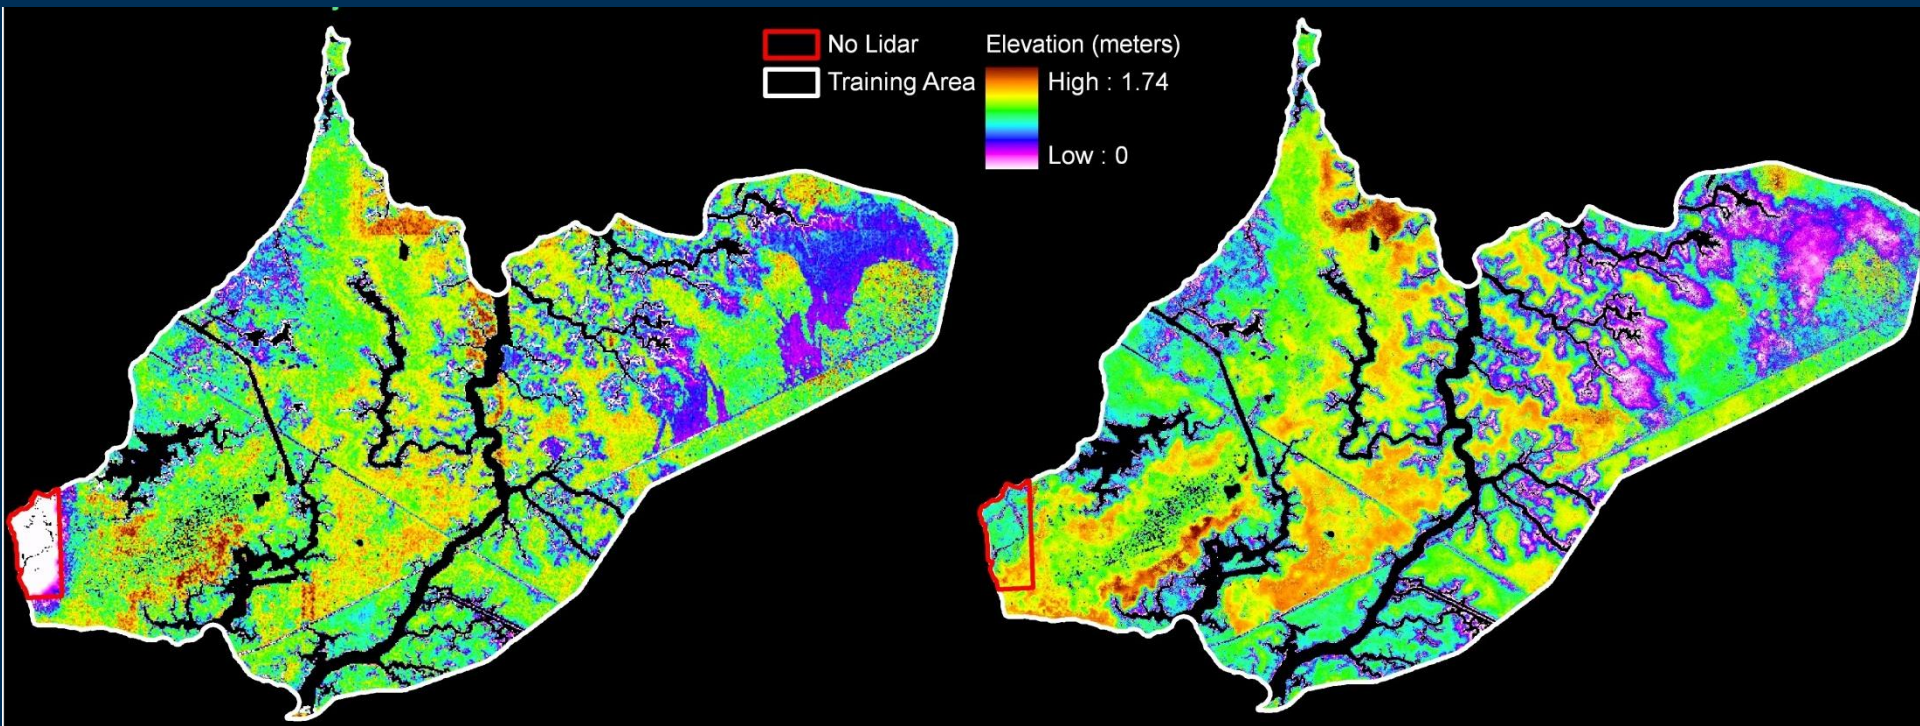 No Lidar
Training Area
Elevation (meters)
High : 1.74
Low : 0